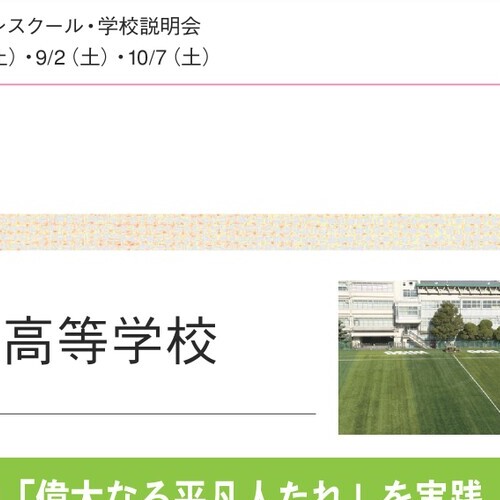 ンスクール・学校説明会
土）・9/2（土）・10/7（土）
高等学校
「偉大なる平凡人たれ」を実践